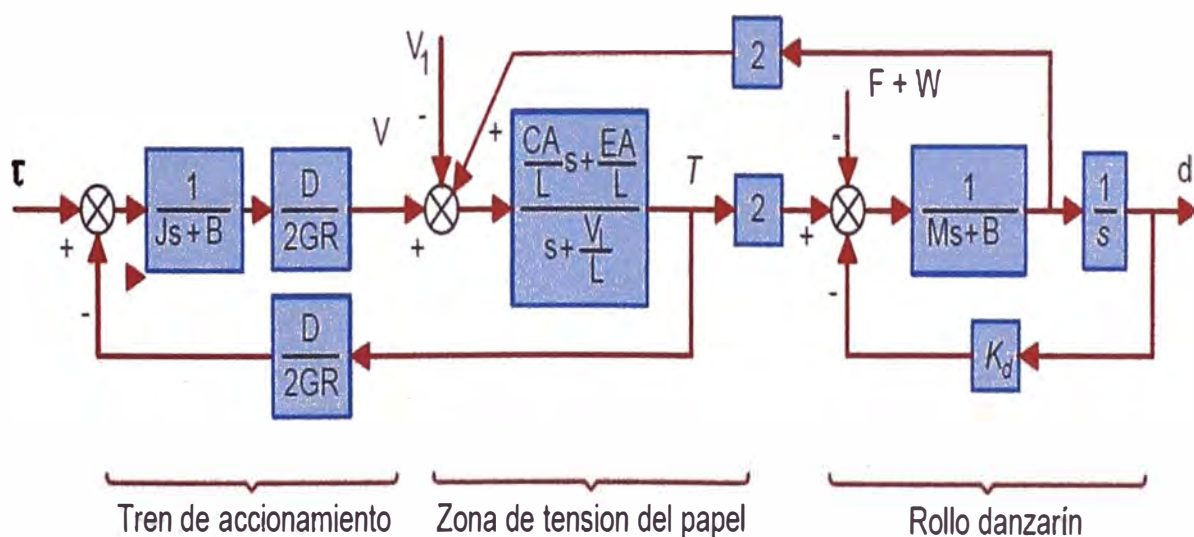 V₁
-
2
F + W
-
V
+
CA/L s + EA/L
s + V₁/L
T
τ
+
-
1
Js + B
D
2GR
+
2
+
-
1
Ms + B
1
s
d
D
2GR
K_d
Tren de accionamiento
Zona de tension del papel
Rollo danzarín